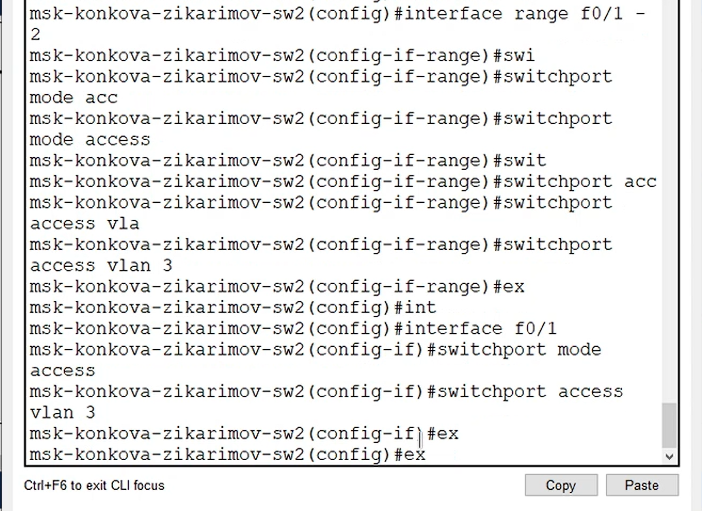 msk-konkova-zikarimov-sw2(config)#interface range f0/1 -
2
msk-konkova-zikarimov-sw2(config-if-range)#swi
msk-konkova-zikarimov-sw2(config-if-range)#switchport
mode acc
msk-konkova-zikarimov-sw2(config-if-range)#switchport
mode access
msk-konkova-zikarimov-sw2(config-if-range)#swit
msk-konkova-zikarimov-sw2(config-if-range)#switchport acc
msk-konkova-zikarimov-sw2(config-if-range)#switchport
access vla
msk-konkova-zikarimov-sw2(config-if-range)#switchport
access vlan 3
msk-konkova-zikarimov-sw2(config-if-range)#ex
msk-konkova-zikarimov-sw2(config)#int
msk-konkova-zikarimov-sw2(config)#interface f0/1
msk-konkova-zikarimov-sw2(config-if)#switchport mode
access
msk-konkova-zikarimov-sw2(config-if)#switchport access
vlan 3
msk-konkova-zikarimov-sw2(config-if)#ex
msk-konkova-zikarimov-sw2(config)#ex
Ctrl+F6 to exit CLI focus
Copy
Paste